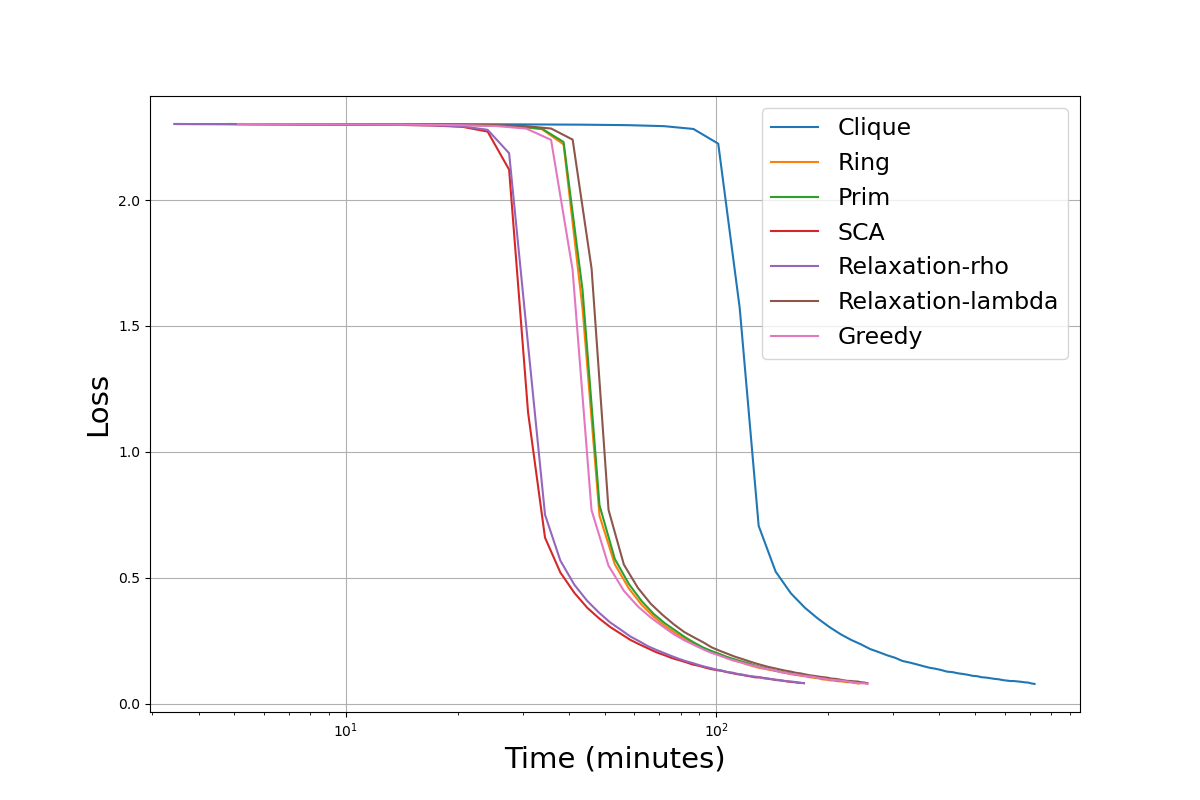 Loss
2.0
1.5
1.0
0.5
0.0
10¹
10²
Time (minutes)
Clique
Ring
Prim
SCA
Relaxation-rho
Relaxation-lambda
Greedy